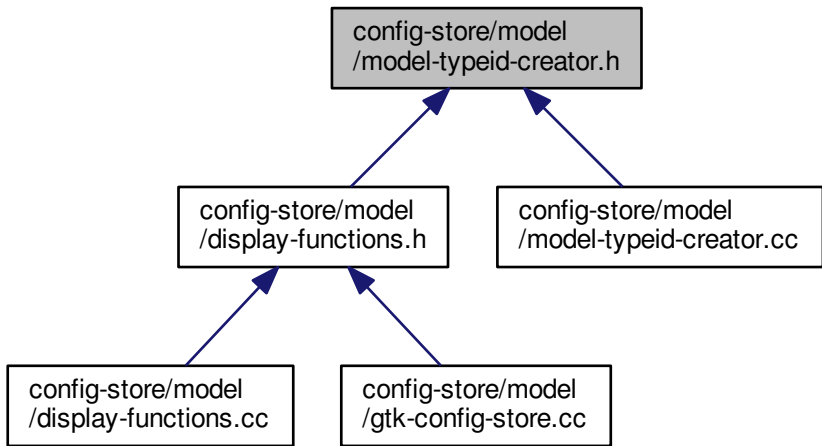 config-store/model
/model-typeid-creator.h
config-store/model
/display-functions.h
config-store/model
/model-typeid-creator.cc
config-store/model
/display-functions.cc
config-store/model
/gtk-config-store.cc